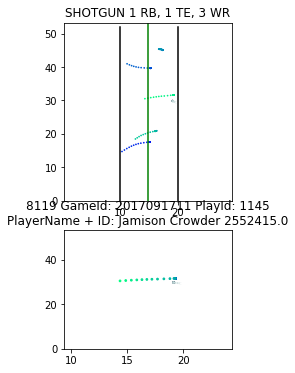 SHOTGUN 1 RB, 1 TE, 3 WR
50
40
30
20
10
0
10 20
8119 GameId: 2017091711 PlayId: 1145
PlayerName + ID: Jamison Crowder 2552415.0
40
20
0
10 15 20